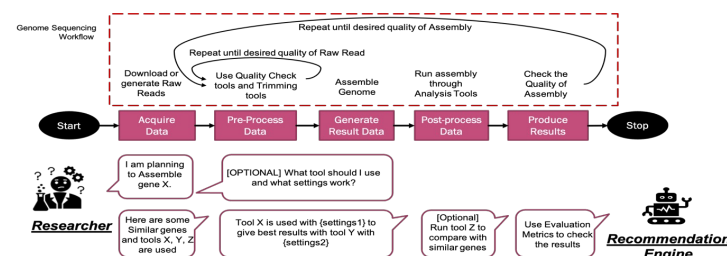 Genome Sequencing
Workflow
Repeat until desired quality of Assembly
Repeat until desired quality of Raw Read
Download or
generate Raw
Reads
Use Quality Check
tools and Trimming
tools
Assemble
Genome
Run assembly
through
Analysis Tools
Check the
Quality of
Assembly
Start
Acquire
Data
Pre-Process
Data
Generate
Result Data
Post-process
Data
Produce
Results
Stop
I am planning
to Assemble
gene X.
[OPTIONAL] What tool should I use
and what settings work?
? ? ? ?
Researcher
Here are some
Similar genes
and tools X, Y, Z
are used
Tool X is used with {settings1} to
give best results with tool Y with
{settings2}
[Optional]
Run tool Z to
compare with
similar genes
Use Evaluation
Metrics to check
the results
Recommendation
Engine